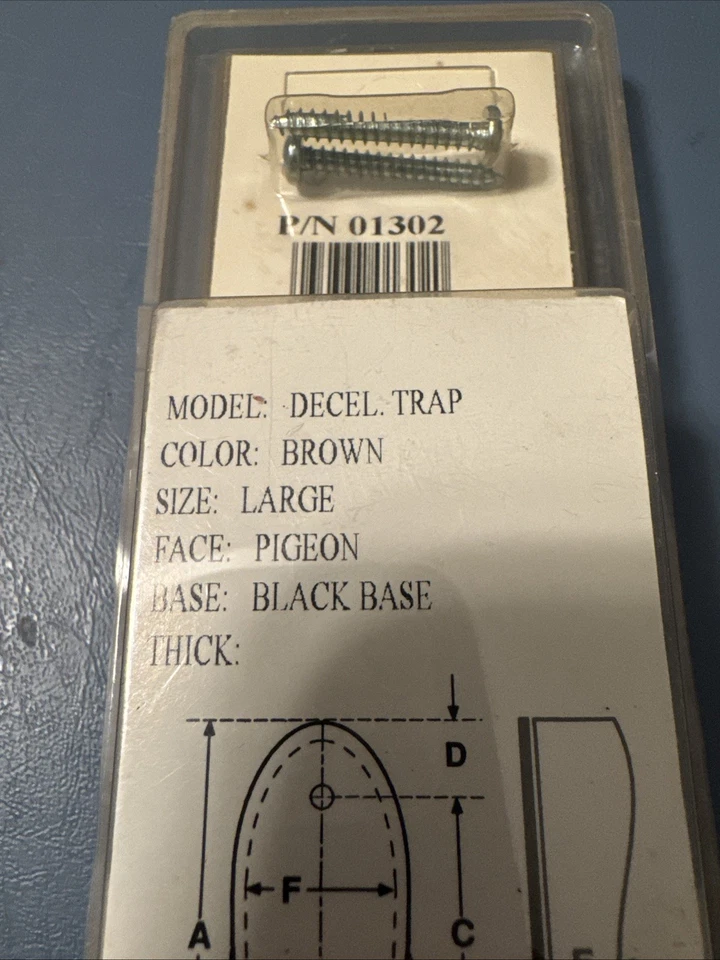 P/N 01302
MODEL: DECEL. TRAP
COLOR: BROWN
SIZE: LARGE
FACE: PIGEON
BASE: BLACK BASE
THICK:
D
F
A
C
E